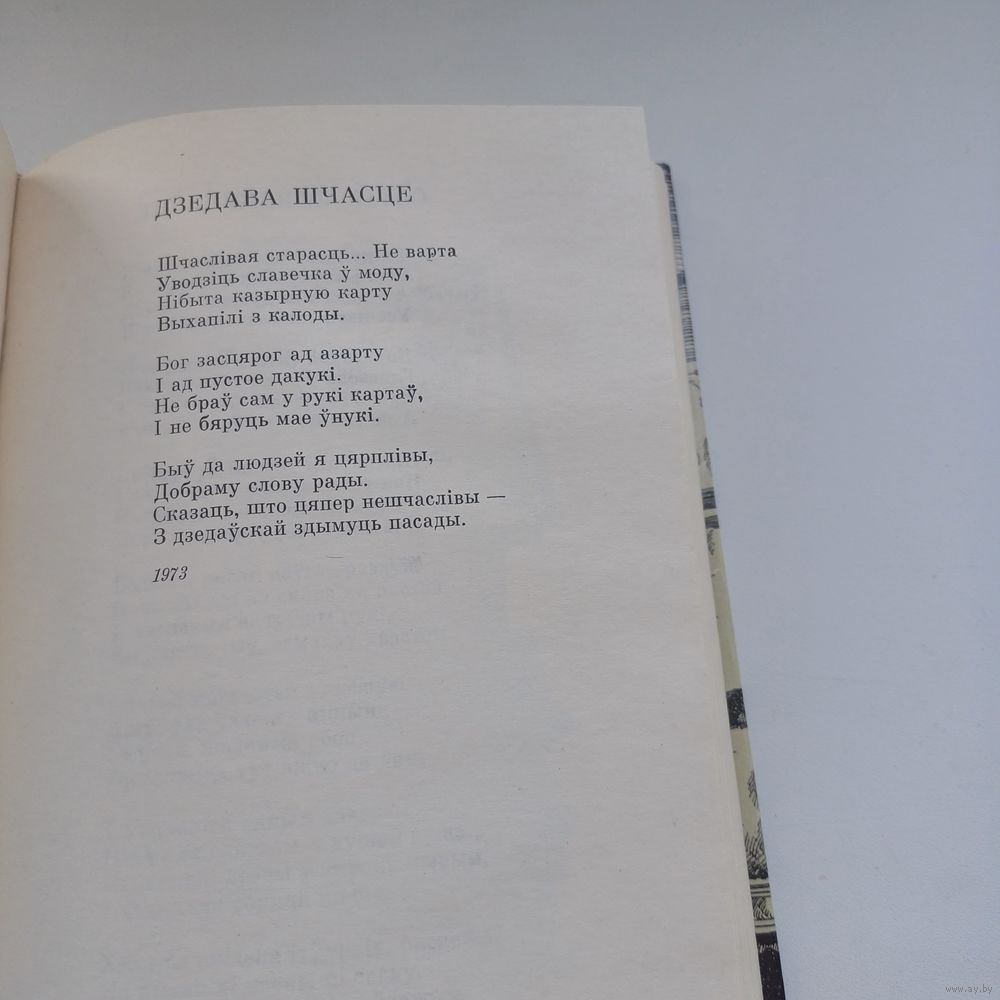 ДЗЕДАВА ШЧАСЦЕ
Шчаслівая старасць... Не варта
Уводзіць славечка ў моду,
Нібыта казырную карту
Выхапілі з калоды.
Бог засцярог ад азарту
І ад пустое дакукі.
Не браў сам у рукі картаў,
І не бяруць мае ўнукі.
Быў да людзей я цярплівы,
Добраму слову рады.
Сказаць, што цяпер нешчаслівы —
З дзедаўскай здымуць пасады.
1973
www.ay.by